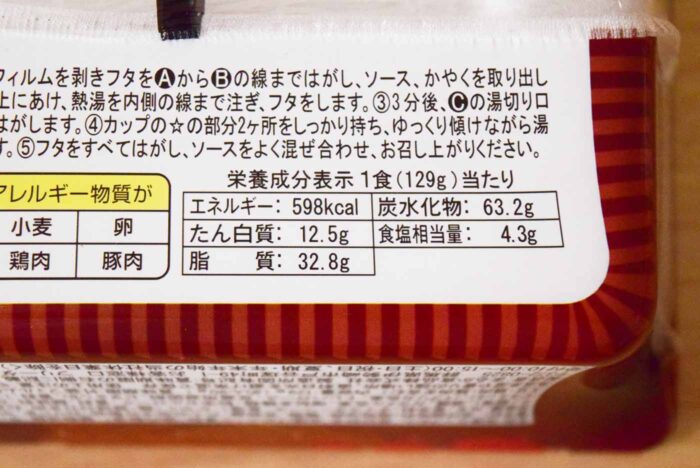 フィルムを剥きフタをAからBの線まではがし、ソース、かやくを取り出し
上にあけ、熱湯を内側の線まで注ぎ、フタをします。③3分後、Cの湯切り口
はがします。④カップの☆の部分2ヶ所をしっかり持ち、ゆっくり傾けながら湯
す。⑤フタをすべてはがし、ソースをよく混ぜ合わせ、お召し上がりください。
アレルギー物質が
小麦 卵
鶏肉 豚肉
栄養成分表示 1食(129g)当たり
エネルギー: 598kcal 炭水化物: 63.2g
たん白質: 12.5g 食塩相当量: 4.3g
脂質: 32.8g